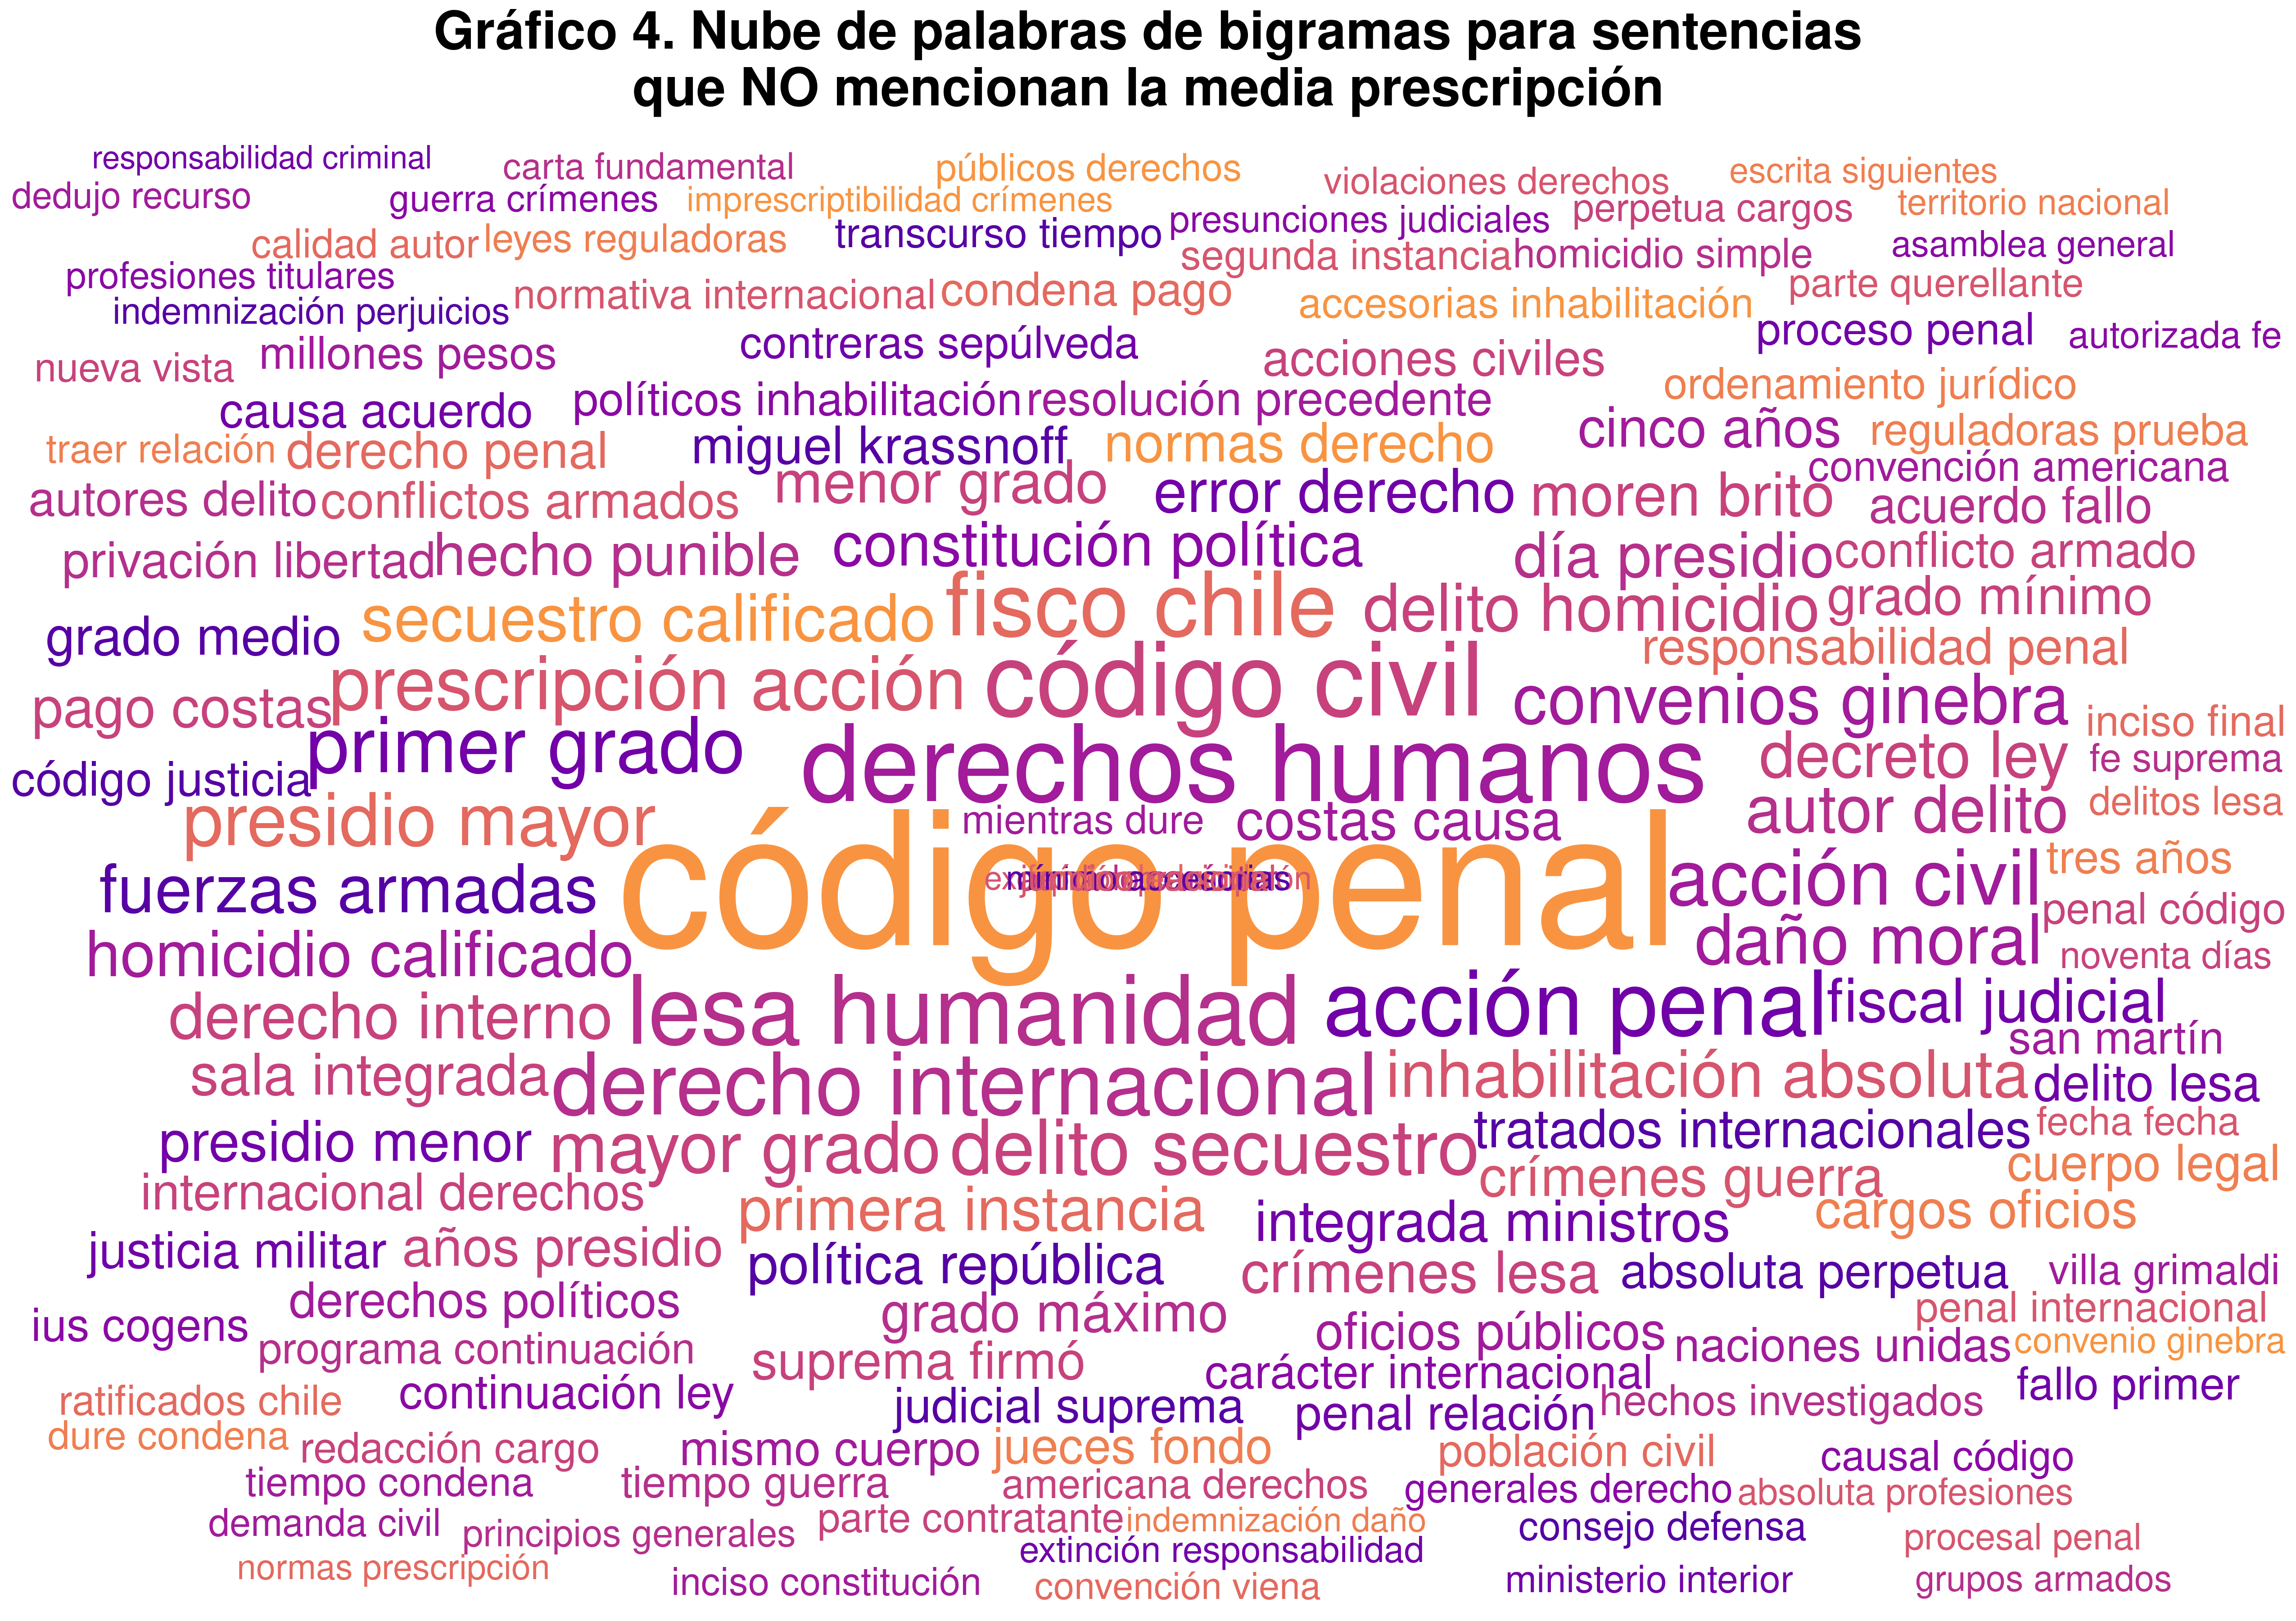 Gráfico 4. Nube de palabras de bigramas para sentencias
que NO mencionan la media prescripción
responsabilidad criminal
carta fundamental
públicos derechos
violaciones derechos
escrita siguientes
dedujo recurso
guerra crímenes
imprescriptibilidad crímenes
presunciones judiciales
perpetua cargos
territorio nacional
calidad autor
leyes reguladoras
transcurso tiempo
segunda instancia
homicidio simple
asamblea general
profesiones titulares
normativa internacional
condena pago
accesorias inhabilitación
parte querellante
indemnización perjuicios
contreras sepúlveda
proceso penal
autorizada fe
nueva vista
millones pesos
acciones civiles
ordenamiento jurídico
causa acuerdo
políticos inhabilitación
resolución precedente
cinco años
reguladoras prueba
traer relación
derecho penal
miguel krassnoff
normas derecho
convención americana
autores delito
conflictos armados
menor grado
error derecho
moren brito
acuerdo fallo
privación libertad
hecho punible
constitución política
día presidio
conflicto armado
grado medio
secuestro calificado
fisco chile
delito homicidio
grado mínimo
responsabilidad penal
pago costas
prescripción acción
código civil
convenios ginebra
inciso final
código justicia
primer grado
derechos humanos
decreto ley
fe suprema
presidio mayor
mientras dure
costas causa
autor delito
delitos lesa
fuerzas armadas
código penal
acción civil
tres años
penal código
homicidio calificado
daño moral
noventa días
derecho interno
lesa humanidad
acción penal
fiscal judicial
san martín
sala integrada
derecho internacional
inhabilitación absoluta
delito lesa
presidio menor
mayor grado
delito secuestro
tratados internacionales
fecha fecha
internacional derechos
primera instancia
crímenes guerra
cuerpo legal
justicia militar
años presidio
integrada ministros
cargos oficios
política república
crímenes lesa
absoluta perpetua
villa grimaldi
ius cogens
derechos políticos
grado máximo
oficios públicos
penal internacional
programa continuación
suprema firmó
carácter internacional
naciones unidas
convenio ginebra
ratificados chile
continuación ley
judicial suprema
penal relación
hechos investigados
fallo primer
dure condena
redacción cargo
mismo cuerpo
jueces fondo
población civil
causal código
tiempo condena
tiempo guerra
americana derechos
generales derecho
absoluta profesiones
demanda civil
principios generales
parte contratante
indemnización daño
consejo defensa
procesal penal
normas prescripción
extinción responsabilidad
inciso constitución
convención viena
ministerio interior
grupos armados